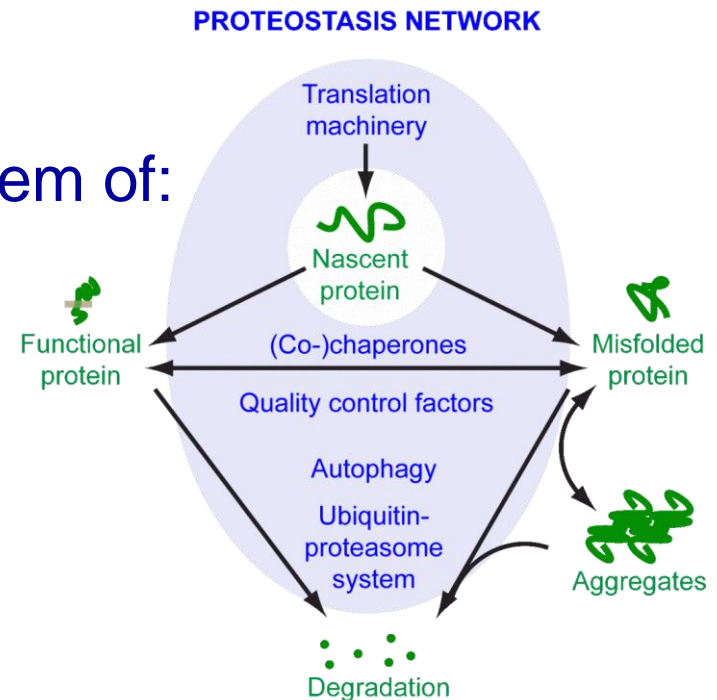 PROTEOSTASIS NETWORK
Translation
machinery
em of:
Nascent
protein
Functional
protein
(Co-)chaperones
Misfolded
protein
Quality control factors
Autophagy
Ubiquitin-
proteasome
system
Aggregates
Degradation